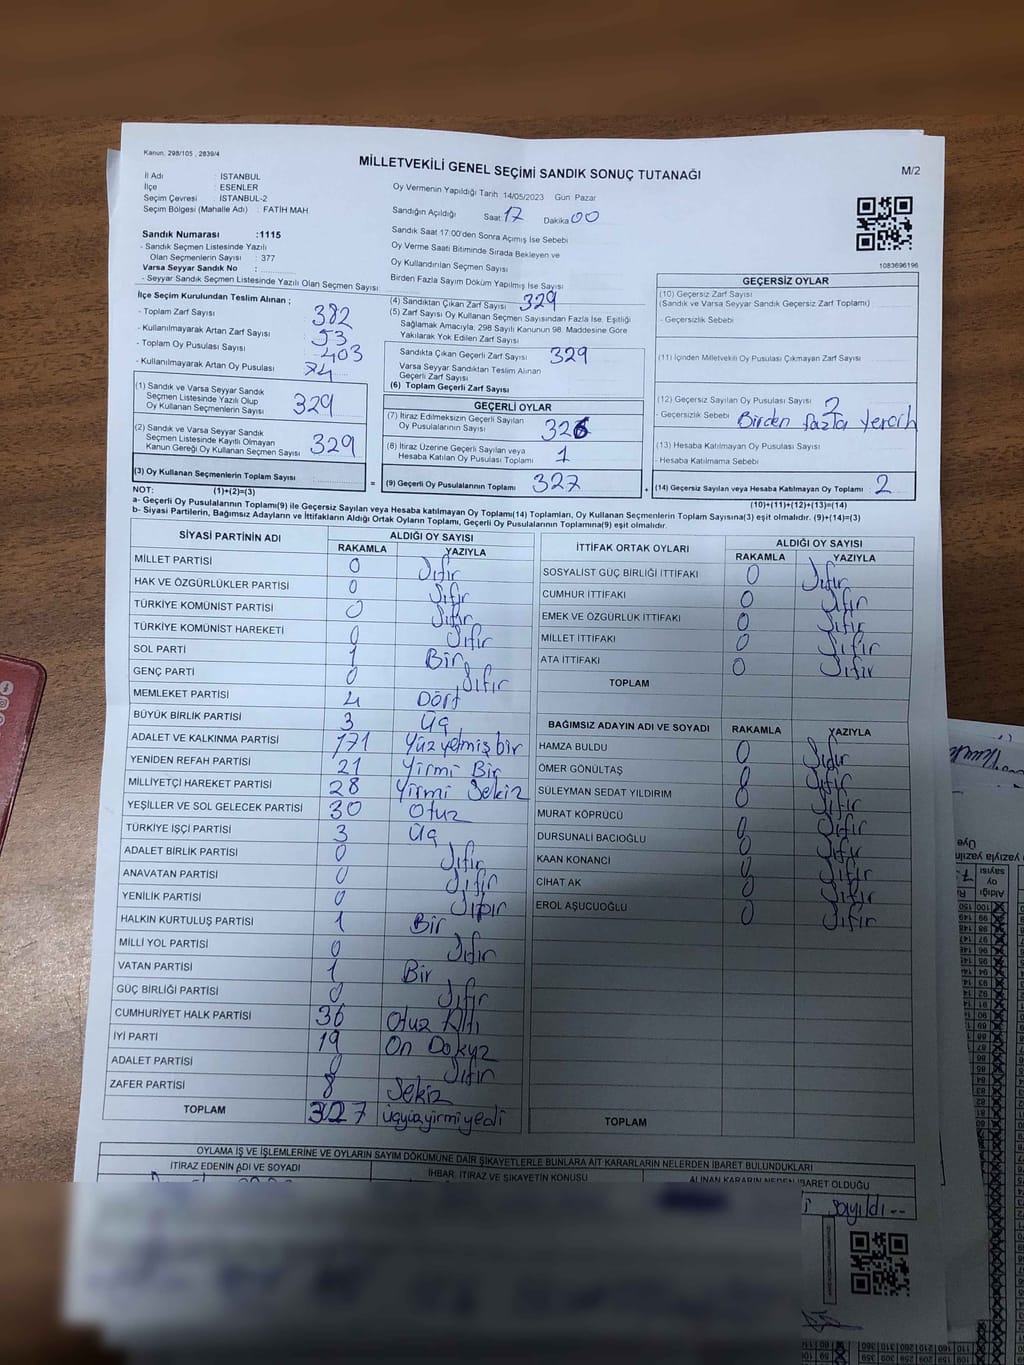 Kanun, 298/105 , 2839/4
MİLLETVEKİLİ GENEL SEÇİMİ SANDIK SONUÇ TUTANAĞI
M/2
İl Adı : İSTANBUL
İlçe : ESENLER
Seçim Çevresi : İSTANBUL-2
Seçim Bölgesi (Mahalle Adı) : FATİH MAH
Oy Vermenin Yapıldığı Tarih 14/05/2023 Gün Pazar
Sandığın Açıldığı Saat 17 Dakika 00
Sandık Saat 17:00'den Sonra Açımış İse Sebebi
Oy Verme Saati Bitiminde Sırada Bekleyen ve
Oy Kullandırılan Seçmen Sayısı
Birden Fazla Sayım Döküm Yapılmış İse Sayısı
1083696196
Sandık Numarası :1115
- Sandık Seçmen Listesinde Yazılı
Olan Seçmenlerin Sayısı : 377
Varsa Seyyar Sandık No :
- Seyyar Sandık Seçmen Listesinde Yazılı Olan Seçmen Sayısı
İlçe Seçim Kurulundan Teslim Alınan ;
- Toplam Zarf Sayısı 382
- Kullanılmayarak Artan Zarf Sayısı 53
- Toplam Oy Pusulası Sayısı 403
- Kullanılmayarak Artan Oy Pusulası 74
(1) Sandık ve Varsa Seyyar Sandık
Seçmen Listesinde Yazılı Olup
Oy Kullanan Seçmenlerin Sayısı 329
(2) Sandık ve Varsa Seyyar Sandık
Seçmen Listesinde Kayıtlı Olmayan
Kanun Gereği Oy Kullanan Seçmen Sayısı 329
(3) Oy Kullanan Seçmenlerin Toplam Sayısı
(1)+(2)=(3)
(4) Sandıktan Çıkan Zarf Sayısı 329
(5) Zarf Sayısı Oy Kullanan Seçmen Sayısından Fazla İse, Eşitliği
Sağlamak Amacıyla; 298 Sayılı Kanunun 98. Maddesine Göre
Yakılarak Yok Edilen Zarf Sayısı
Sandıkta Çıkan Geçerli Zarf Sayısı 329
Varsa Seyyar Sandıktan Teslim Alınan
Geçerli Zarf Sayısı
(6) Toplam Geçerli Zarf Sayısı
GEÇERLİ OYLAR
(7) İtiraz Edilmeksizin Geçerli Sayılan
Oy Pusulalarının Sayısı 326
(8) İtiraz Üzerine Geçerli Sayılan veya
Hesaba Katılan Oy Pusulası Toplamı 1
= (9) Geçerli Oy Pusulalarının Toplamı 327 +
GEÇERSİZ OYLAR
(10) Geçersiz Zarf Sayısı
(Sandık ve Varsa Seyyar Sandık Geçersiz Zarf Toplamı)
- Geçersizlik Sebebi
(11) İçinden Milletvekili Oy Pusulası Çıkmayan Zarf Sayısı
(12) Geçersiz Sayılan Oy Pusulası Sayısı 2
- Geçersizlik Sebebi Birden fazla tercih
(13) Hesaba Katılmayan Oy Pusulası Sayısı
- Hesaba Katılmama Sebebi
(14) Geçersiz Sayılan veya Hesaba Katılmayan Oy Toplamı 2
(10)+(11)+(12)+(13)=(14)
NOT:
a- Geçerli Oy Pusulalarının Toplamı(9) ile Geçersiz Sayılan veya Hesaba Katılmayan Oy Toplamı(14) Toplamları, Oy Kullanan Seçmenlerin Toplam Sayısına(3) eşit olmalıdır. (9)+(14)=(3)
b- Siyasi Partilerin, Bağımsız Adayların ve İttifakların Aldığı Ortak Oyların Toplamı, Geçerli Oy Pusulalarının Toplamına(9) eşit olmalıdır.
SİYASİ PARTİNİN ADI ALDIĞI OY SAYISI
RAKAMLA YAZIYLA
MİLLET PARTİSİ 0 Sıfır
HAK VE ÖZGÜRLÜKLER PARTİSİ 0 Sıfır
TÜRKİYE KOMÜNİST PARTİSİ 0 Sıfır
TÜRKİYE KOMÜNİST HAREKETİ 0 Sıfır
SOL PARTİ 1 Bir
GENÇ PARTİ 0 Sıfır
MEMLEKET PARTİSİ 4 Dört
BÜYÜK BİRLİK PARTİSİ 3 Üç
ADALET VE KALKINMA PARTİSİ 171 Yüz yetmiş bir
YENİDEN REFAH PARTİSİ 21 Yirmi Bir
MİLLİYETÇİ HAREKET PARTİSİ 28 Yirmi Sekiz
YEŞİLLER VE SOL GELECEK PARTİSİ 30 Otuz
TÜRKİYE İŞÇİ PARTİSİ 3 Üç
ADALET BİRLİK PARTİSİ 0 Sıfır
ANAVATAN PARTİSİ 0 Sıfır
YENİLİK PARTİSİ 0 Sıfır
HALKIN KURTULUŞ PARTİSİ 1 Bir
MİLLİ YOL PARTİSİ 0 Sıfır
VATAN PARTİSİ 1 Bir
GÜÇ BİRLİĞİ PARTİSİ 0 Sıfır
CUMHURİYET HALK PARTİSİ 36 Otuz Altı
İYİ PARTİ 19 On Dokuz
ADALET PARTİSİ 0 Sıfır
ZAFER PARTİSİ 8 Sekiz
TOPLAM 327 Üçyüzyirmiyedi
İTTİFAK ORTAK OYLARI ALDIĞI OY SAYISI
RAKAMLA YAZIYLA
SOSYALİST GÜÇ BİRLİĞİ İTTİFAKI 0 Sıfır
CUMHUR İTTİFAKI 0 Sıfır
EMEK VE ÖZGÜRLÜK İTTİFAKI 0 Sıfır
MİLLET İTTİFAKI 0 Sıfır
ATA İTTİFAKI 0 Sıfır
TOPLAM
BAĞIMSIZ ADAYIN ADI VE SOYADI RAKAMLA YAZIYLA
HAMZA BULDU 0 Sıfır
ÖMER GÖNÜLTAŞ 0 Sıfır
SÜLEYMAN SEDAT YILDIRIM 0 Sıfır
MURAT KÖPRÜCÜ 0 Sıfır
DURSUNALİ BACIOĞLU 0 Sıfır
KAAN KONANCI 0 Sıfır
CİHAT AK 0 Sıfır
EROL AŞUCUOĞLU 0 Sıfır
TOPLAM
OYLAMA İŞ VE İŞLEMLERİNE VE OYLARIN SAYIM DÖKÜMÜNE DAİR ŞİKAYETLERLE BUNLARA AİT KARARLARIN NELERDEN İBARET BULUNDUKLARI
İTİRAZ EDENİN ADI VE SOYADI İHBAR, İTİRAZ VE ŞİKAYETİN KONUSU ALINAN KARARIN NEDEN İBARET OLDUĞU
sayıldı--